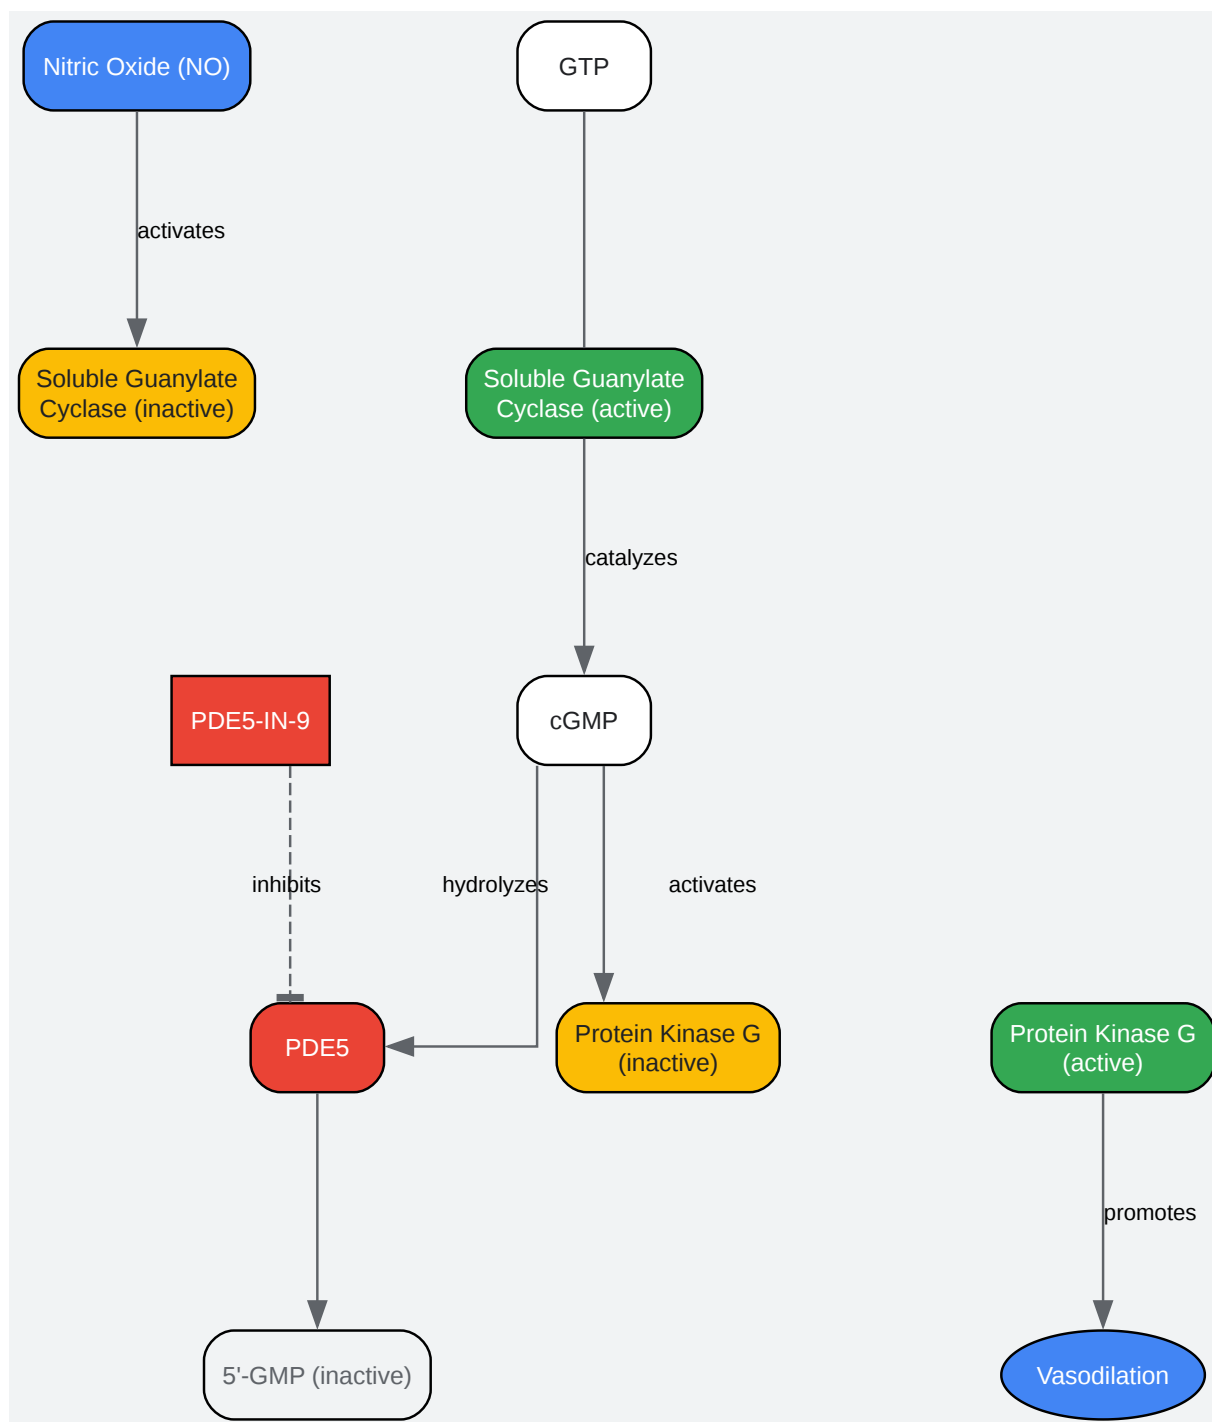 Nitric Oxide (NO)
GTP
activates
Soluble Guanylate
Cyclase (inactive)
Soluble Guanylate
Cyclase (active)
catalyzes
PDE5-IN-9
cGMP
inhibits
hydrolyzes
activates
PDE5
Protein Kinase G
(inactive)
Protein Kinase G
(active)
promotes
5'-GMP (inactive)
Vasodilation